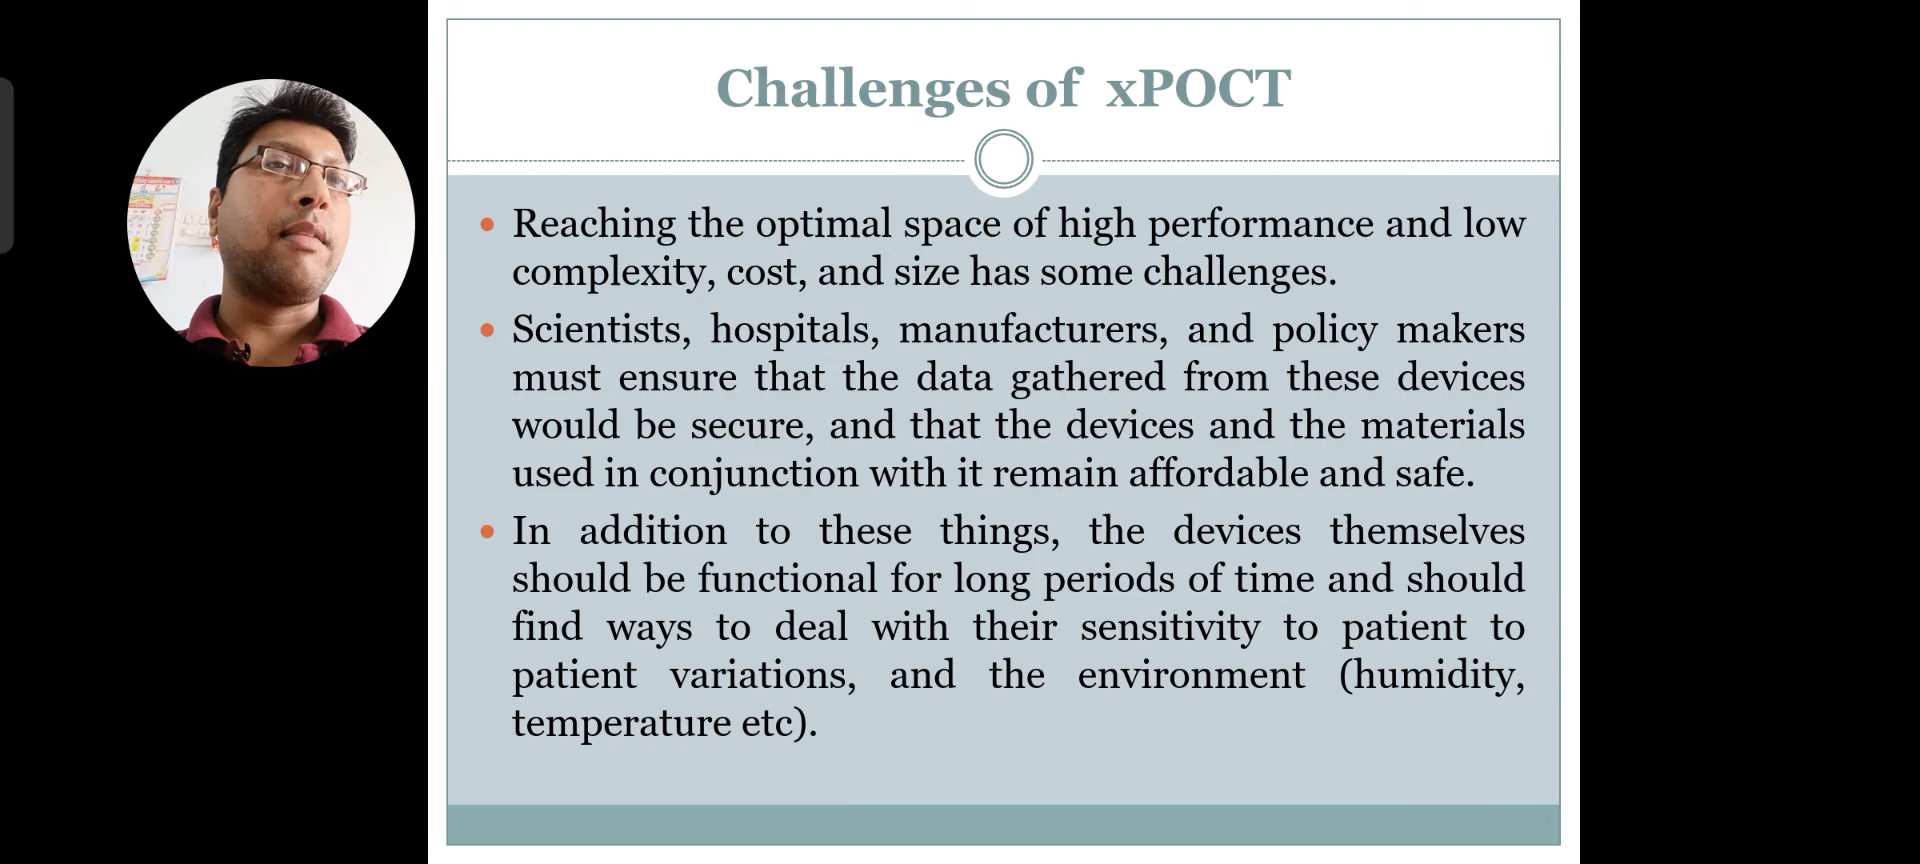 Challenges of xPOCT
Reaching the optimal space of high performance and low
complexity, cost, and size has some challenges.
Scientists, hospitals, manufacturers, and policy makers
must ensure that the data gathered from these devices
would be secure, and that the devices and the materials
used in conjunction with it remain affordable and safe.
In addition to these things, the devices themselves
should be functional for long periods of time and should
find ways to deal with their sensitivity to patient to
patient variations, and the environment (humidity,
temperature etc).